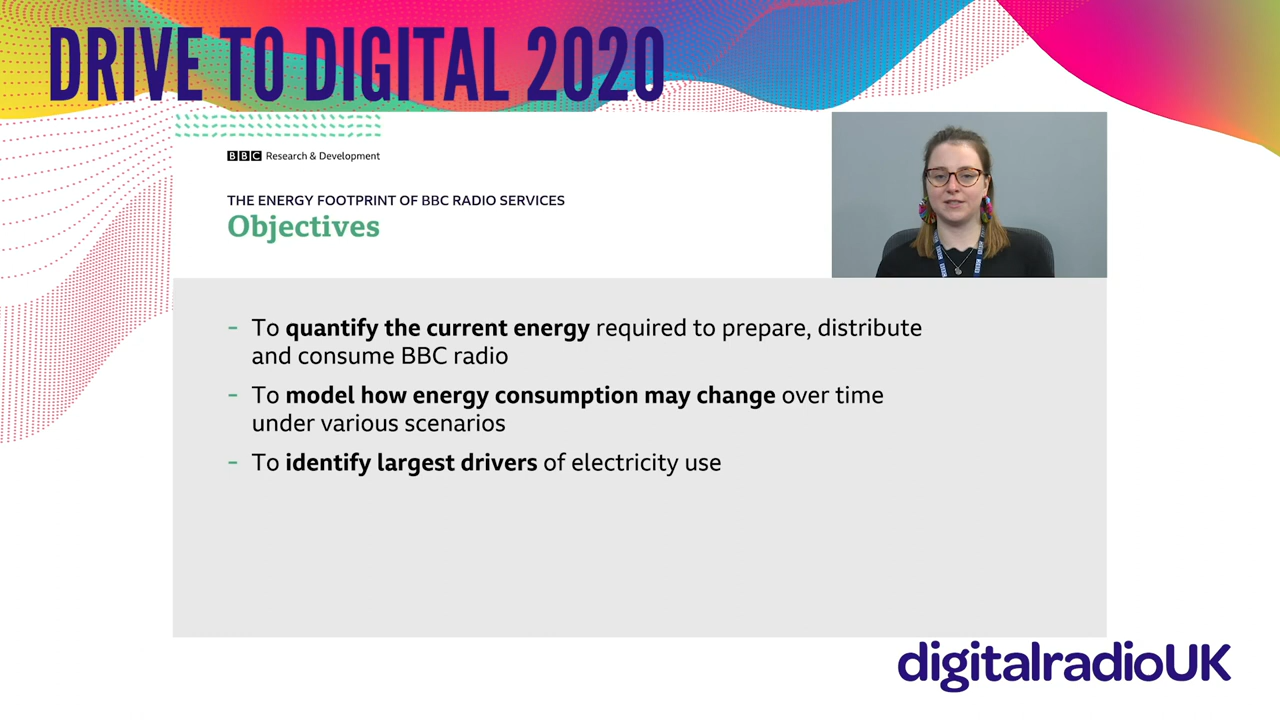 DRIVE TO DIGITAL 2020
BBC Research & Development
THE ENERGY FOOTPRINT OF BBC RADIO SERVICES
Objectives
- To quantify the current energy required to prepare, distribute
and consume BBC radio
- To model how energy consumption may change over time
under various scenarios
- To identify largest drivers of electricity use
digitalradioUK